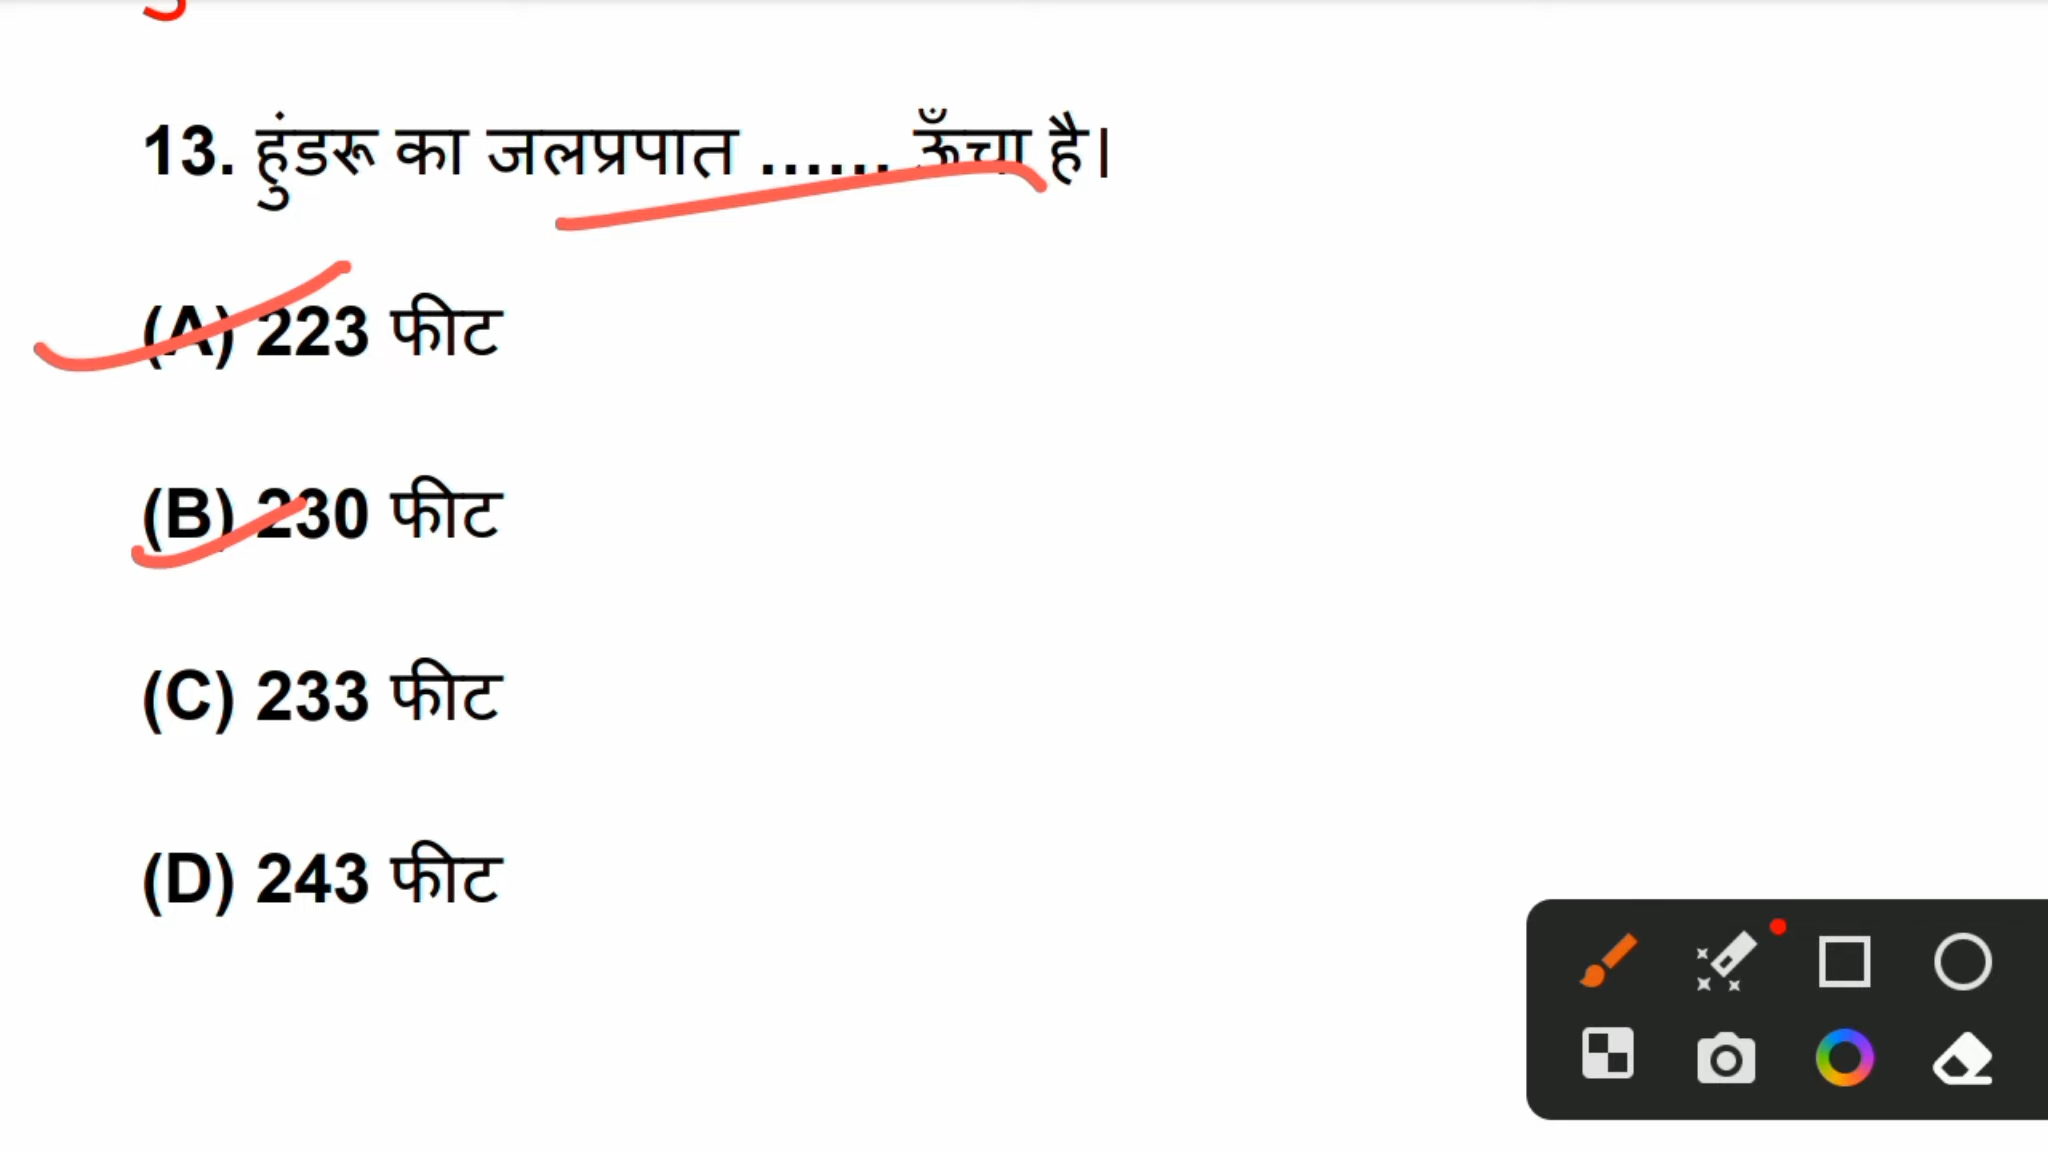 13. हुंडरू का जलप्रपात ...... ऊँचा है।
(A) 223 फीट
(B) 230 फीट
(C) 233 फीट
(D) 243 फीट